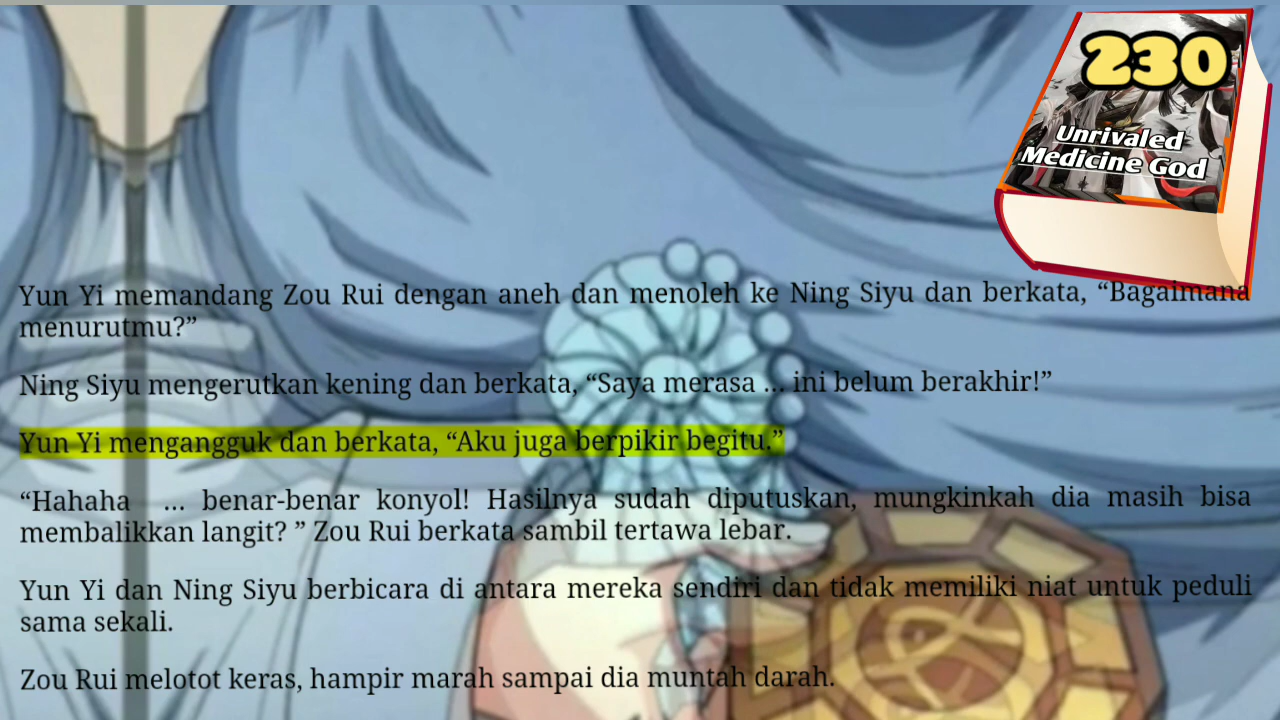 230
Unrivaled
Medicine God
Yun Yi memandang Zou Rui dengan aneh dan menoleh ke Ning Siyu dan berkata, “Bagaimana
menurutmu?”
Ning Siyu mengerutkan kening dan berkata, “Saya merasa ... ini belum berakhir!”
Yun Yi mengangguk dan berkata, “Aku juga berpikir begitu.”
“Hahaha ... benar-benar konyol! Hasilnya sudah diputuskan, mungkinkah dia masih bisa
membalikkan langit? ” Zou Rui berkata sambil tertawa lebar.
Yun Yi dan Ning Siyu berbicara di antara mereka sendiri dan tidak memiliki niat untuk peduli
sama sekali.
Zou Rui melotot keras, hampir marah sampai dia muntah darah.